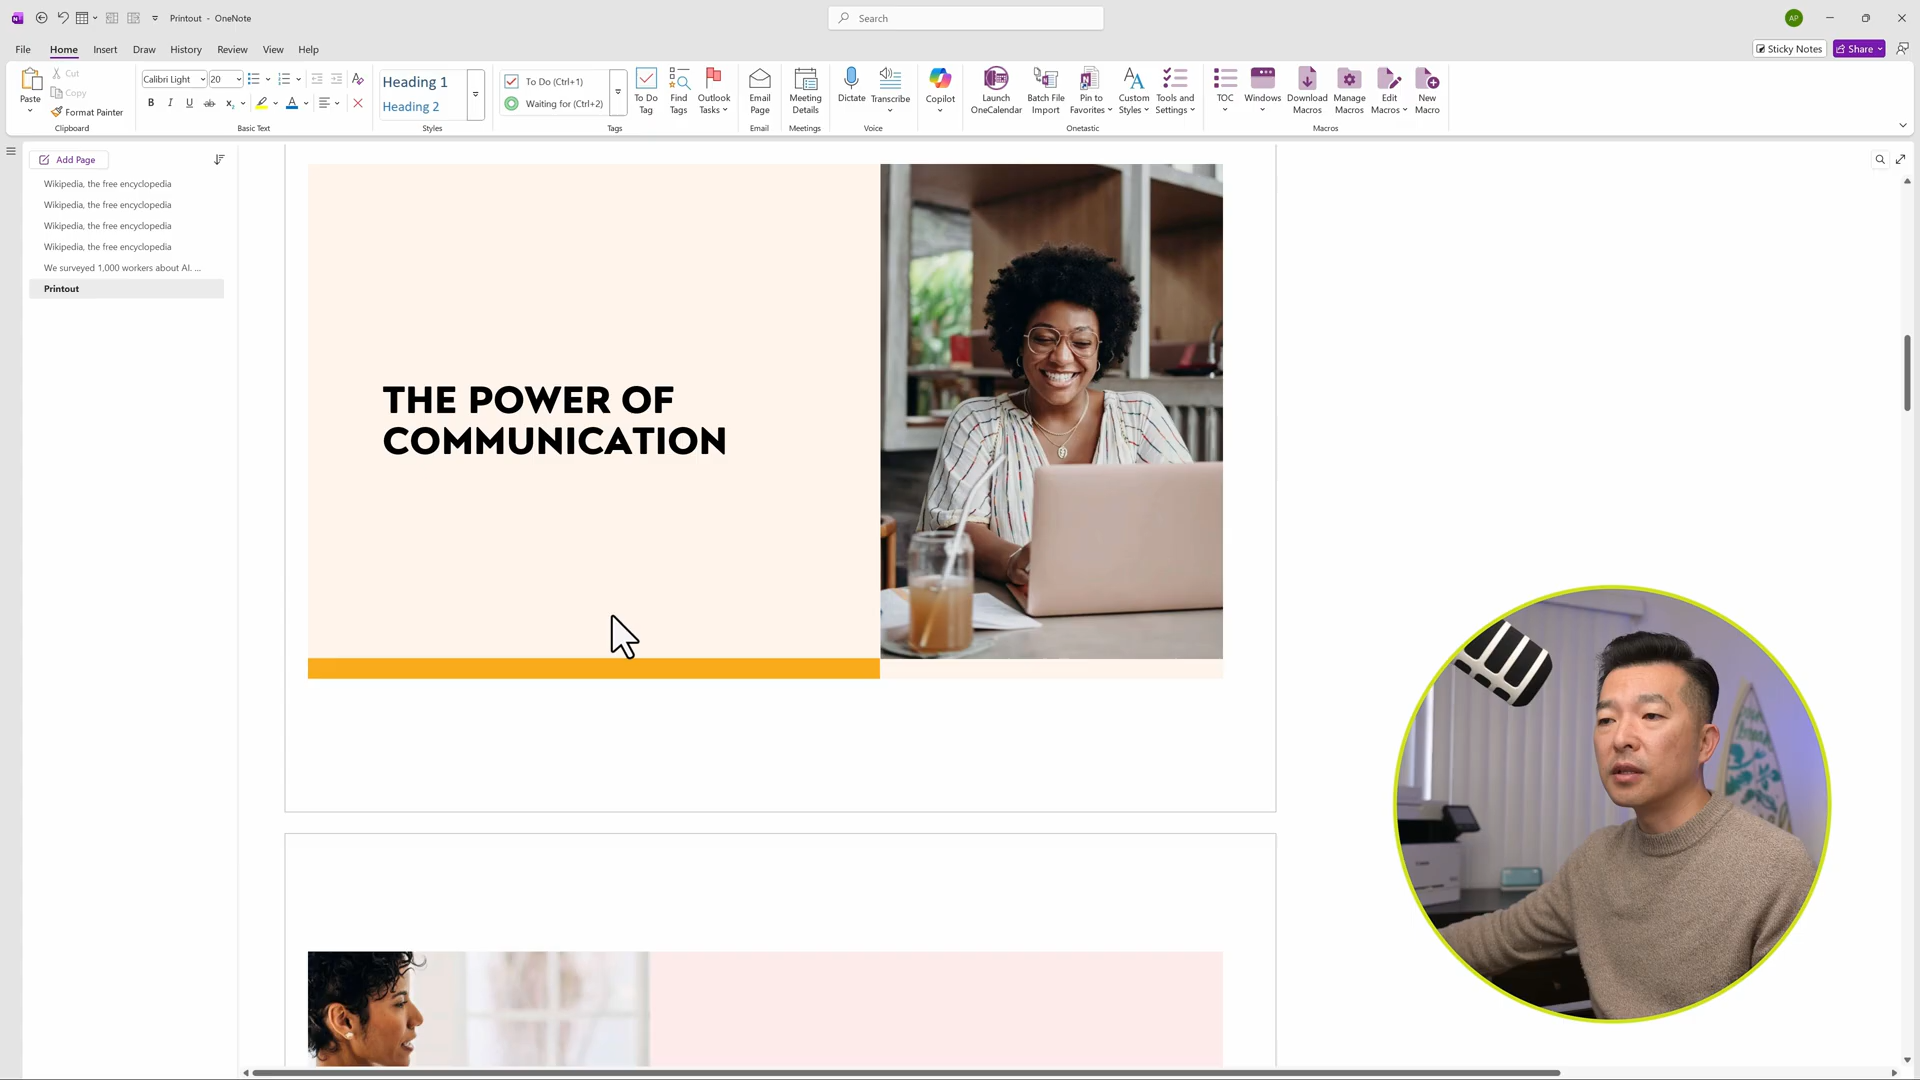 Printout - OneNote
Search
AP
File Home Insert Draw History Review View Help
Sticky Notes
Share
Paste
Cut
Copy
Format Painter
Clipboard
Calibri Light 20
Basic Text
Heading 1
Heading 2
Styles
To Do (Ctrl+1)
Waiting for (Ctrl+2)
To Do
Tag
Find
Tags
Outlook
Tasks
Tags
Email
Page
Email
Meeting
Details
Meetings
Dictate
Transcribe
Voice
Copilot
Launch
OneCalendar
Batch File
Import
Pin to
Favorites
Custom
Styles
Tools and
Settings
Onetastic
TOC
Windows
Download
Macros
Manage
Macros
Edit
Macros
New
Macro
Macros
Add Page
Wikipedia, the free encyclopedia
Wikipedia, the free encyclopedia
Wikipedia, the free encyclopedia
Wikipedia, the free encyclopedia
We surveyed 1,000 workers about AI. ...
Printout
THE POWER OF
COMMUNICATION